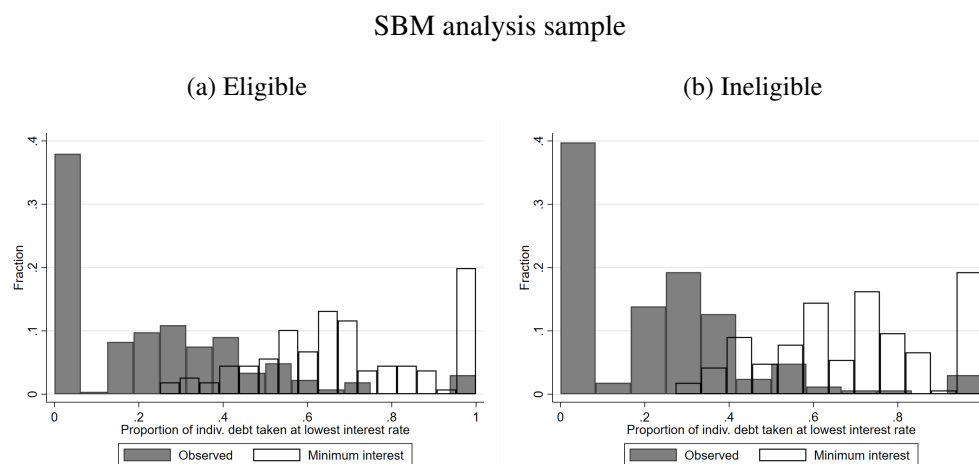 SBM analysis sample
(a) Eligible
(b) Ineligible
.4
.3
.2
.1
0
Fraction
0
.2
.4
.6
.8
1
Proportion of indiv. debt taken at lowest interest rate
Observed
Minimum interest
.4
.3
.2
.1
0
Fraction
0
.2
.4
.6
.8
Proportion of indiv. debt taken at lowest interest rate
Observed
Minimum interest